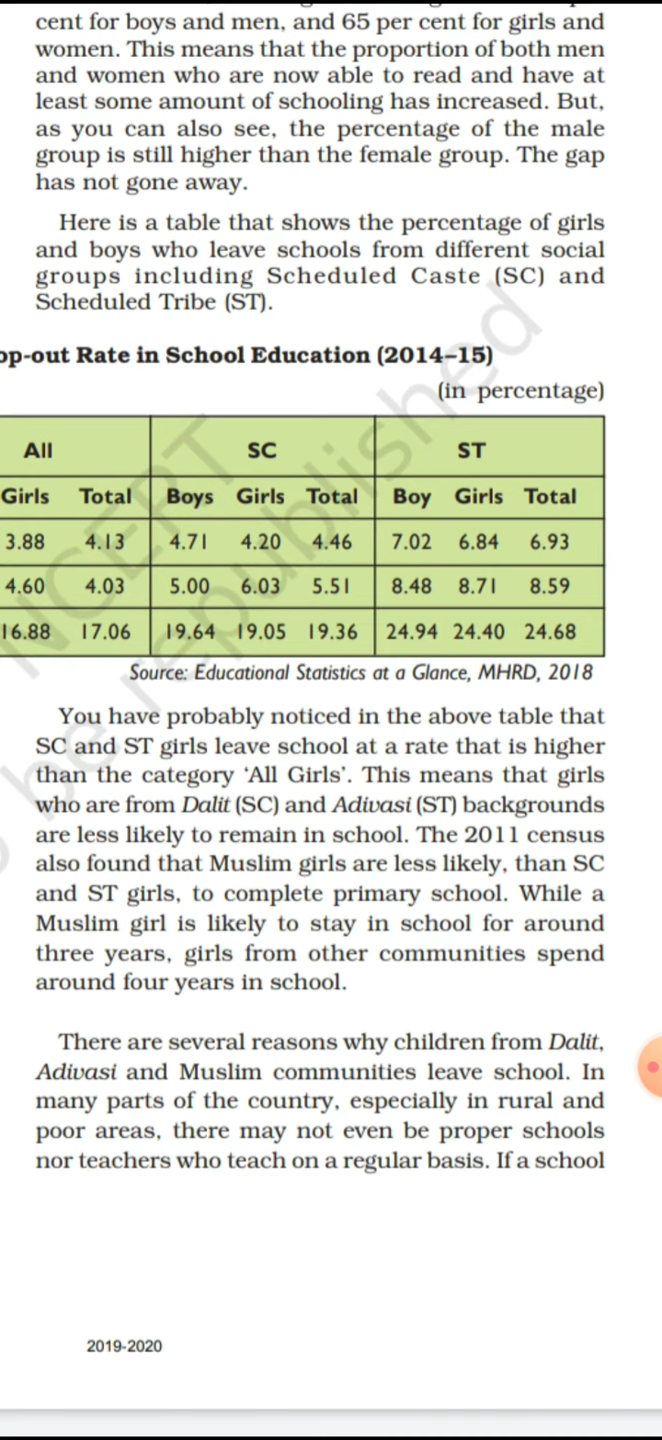 cent for boys and men, and 65 per cent for girls and
women. This means that the proportion of both men
and women who are now able to read and have at
least some amount of schooling has increased. But,
as you can also see, the percentage of the male
group is still higher than the female group. The gap
has not gone away.
Here is a table that shows the percentage of girls
and boys who leave schools from different social
groups including Scheduled Caste (SC) and
Scheduled Tribe (ST).
op-out Rate in School Education (2014–15)
(in percentage)
All SC ST
Girls Total Boys Girls Total Boy Girls Total
3.88 4.13 4.71 4.20 4.46 7.02 6.84 6.93
4.60 4.03 5.00 6.03 5.51 8.48 8.71 8.59
16.88 17.06 19.64 19.05 19.36 24.94 24.40 24.68
Source: Educational Statistics at a Glance, MHRD, 2018
You have probably noticed in the above table that
SC and ST girls leave school at a rate that is higher
than the category ‘All Girls’. This means that girls
who are from Dalit (SC) and Adivasi (ST) backgrounds
are less likely to remain in school. The 2011 census
also found that Muslim girls are less likely, than SC
and ST girls, to complete primary school. While a
Muslim girl is likely to stay in school for around
three years, girls from other communities spend
around four years in school.
There are several reasons why children from Dalit,
Adivasi and Muslim communities leave school. In
many parts of the country, especially in rural and
poor areas, there may not even be proper schools
nor teachers who teach on a regular basis. If a school
2019-2020
NCERT
be republished